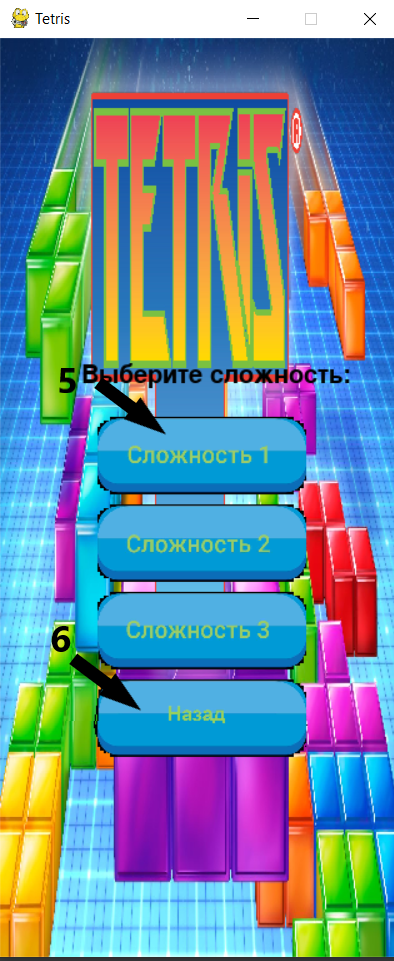 Tetris
TETRiS
®
5 Выберите сложность:
Сложность 1
Сложность 2
Сложность 3
6
Назад